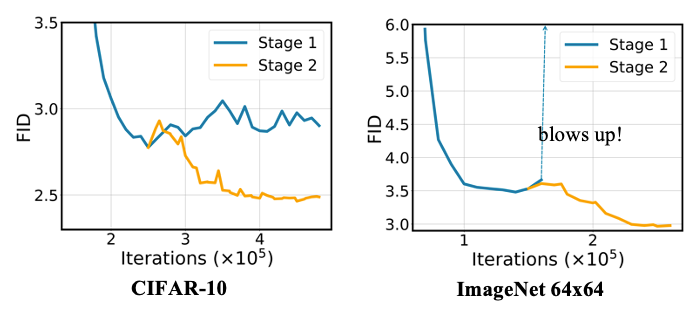 3.5
3.0
2.5
FID
Stage 1
Stage 2
2
3
4
Iterations (×10⁵)
CIFAR-10
6.0
5.5
5.0
4.5
4.0
3.5
3.0
FID
Stage 1
Stage 2
blows up!
1
2
Iterations (×10⁵)
ImageNet 64x64